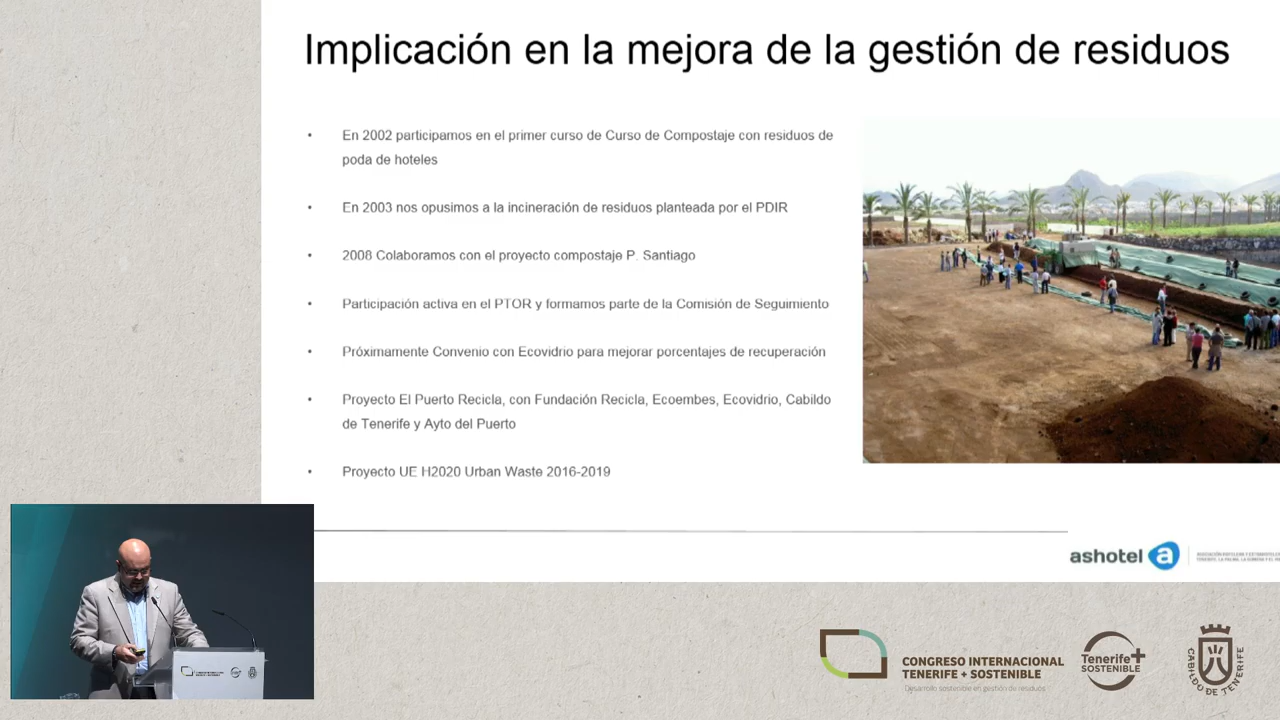 Implicación en la mejora de la gestión de residuos
• En 2002 participamos en el primer curso de Curso de Compostaje con residuos de
poda de hoteles
• En 2003 nos opusimos a la incineración de residuos planteada por el PDIR
• 2008 Colaboramos con el proyecto compostaje P. Santiago
• Participación activa en el PTOR y formamos parte de la Comisión de Seguimiento
• Próximamente Convenio con Ecovidrio para mejorar porcentajes de recuperación
• Proyecto El Puerto Recicla, con Fundación Recicla, Ecoembes, Ecovidrio, Cabildo
de Tenerife y Ayto del Puerto
• Proyecto UE H2020 Urban Waste 2016-2019
ashotel a
CONGRESO INTERNACIONAL
TENERIFE + SOSTENIBLE
Desarrollo sostenible en gestión de residuos
Tenerife+
SOSTENIBLE
CABILDO DE TENERIFE